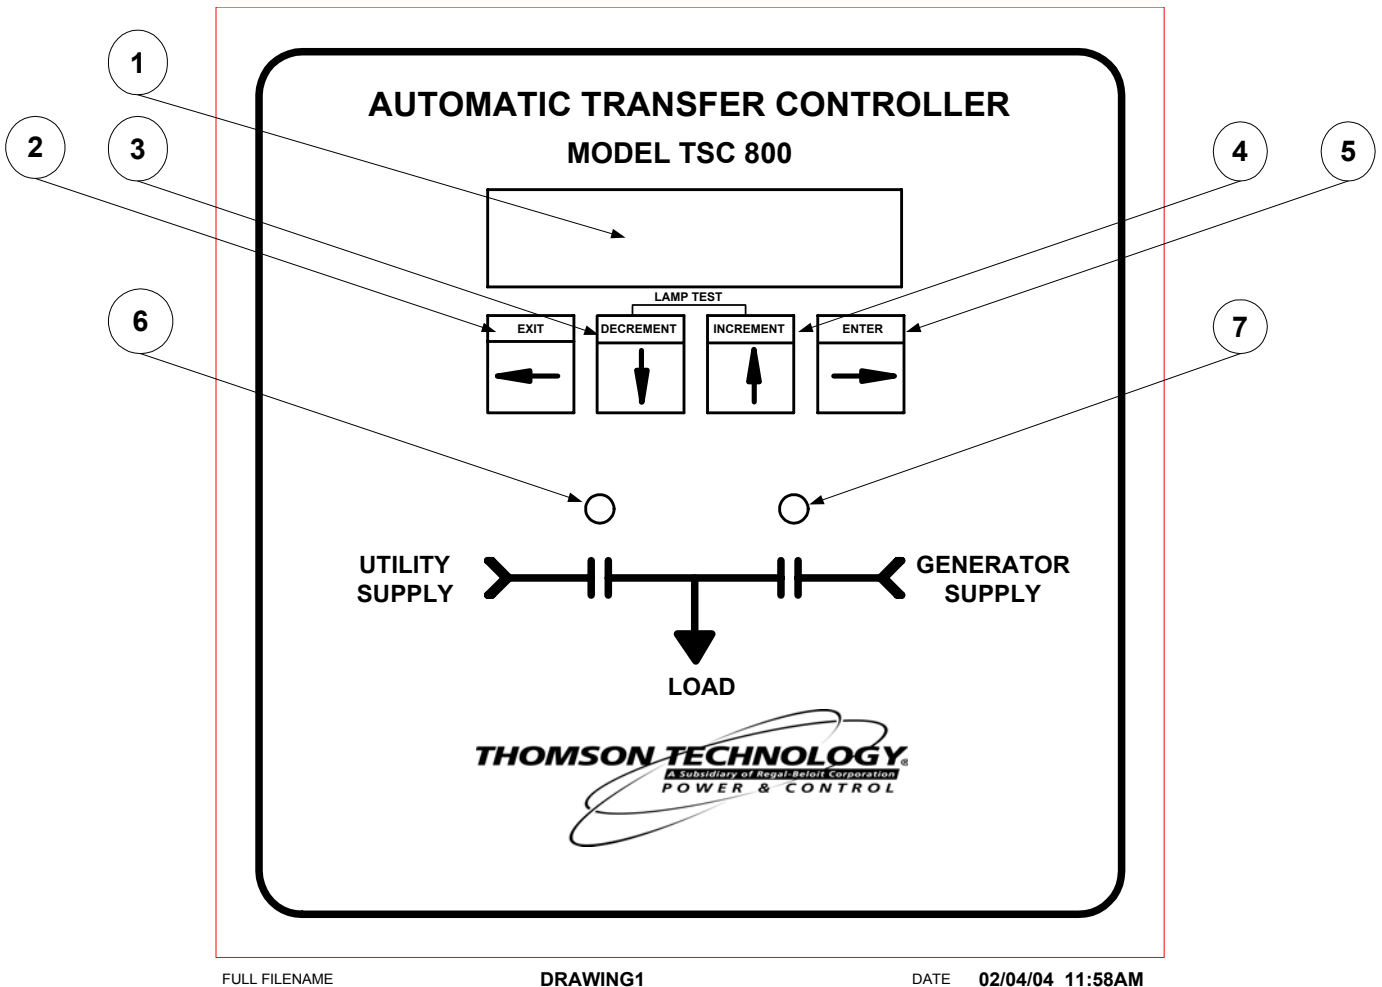 1
AUTOMATIC TRANSFER CONTROLLER
2
3
MODEL TSC 800
4
5
LAMP TEST
6
EXIT
DECREMENT
INCREMENT
ENTER
7
UTILITY
SUPPLY
GENERATOR
SUPPLY
LOAD
THOMSON TECHNOLOGY®
A Subsidiary of Regal-Beloit Corporation
POWER & CONTROL
FULL FILENAME
DRAWING1
DATE 02/04/04 11:58AM